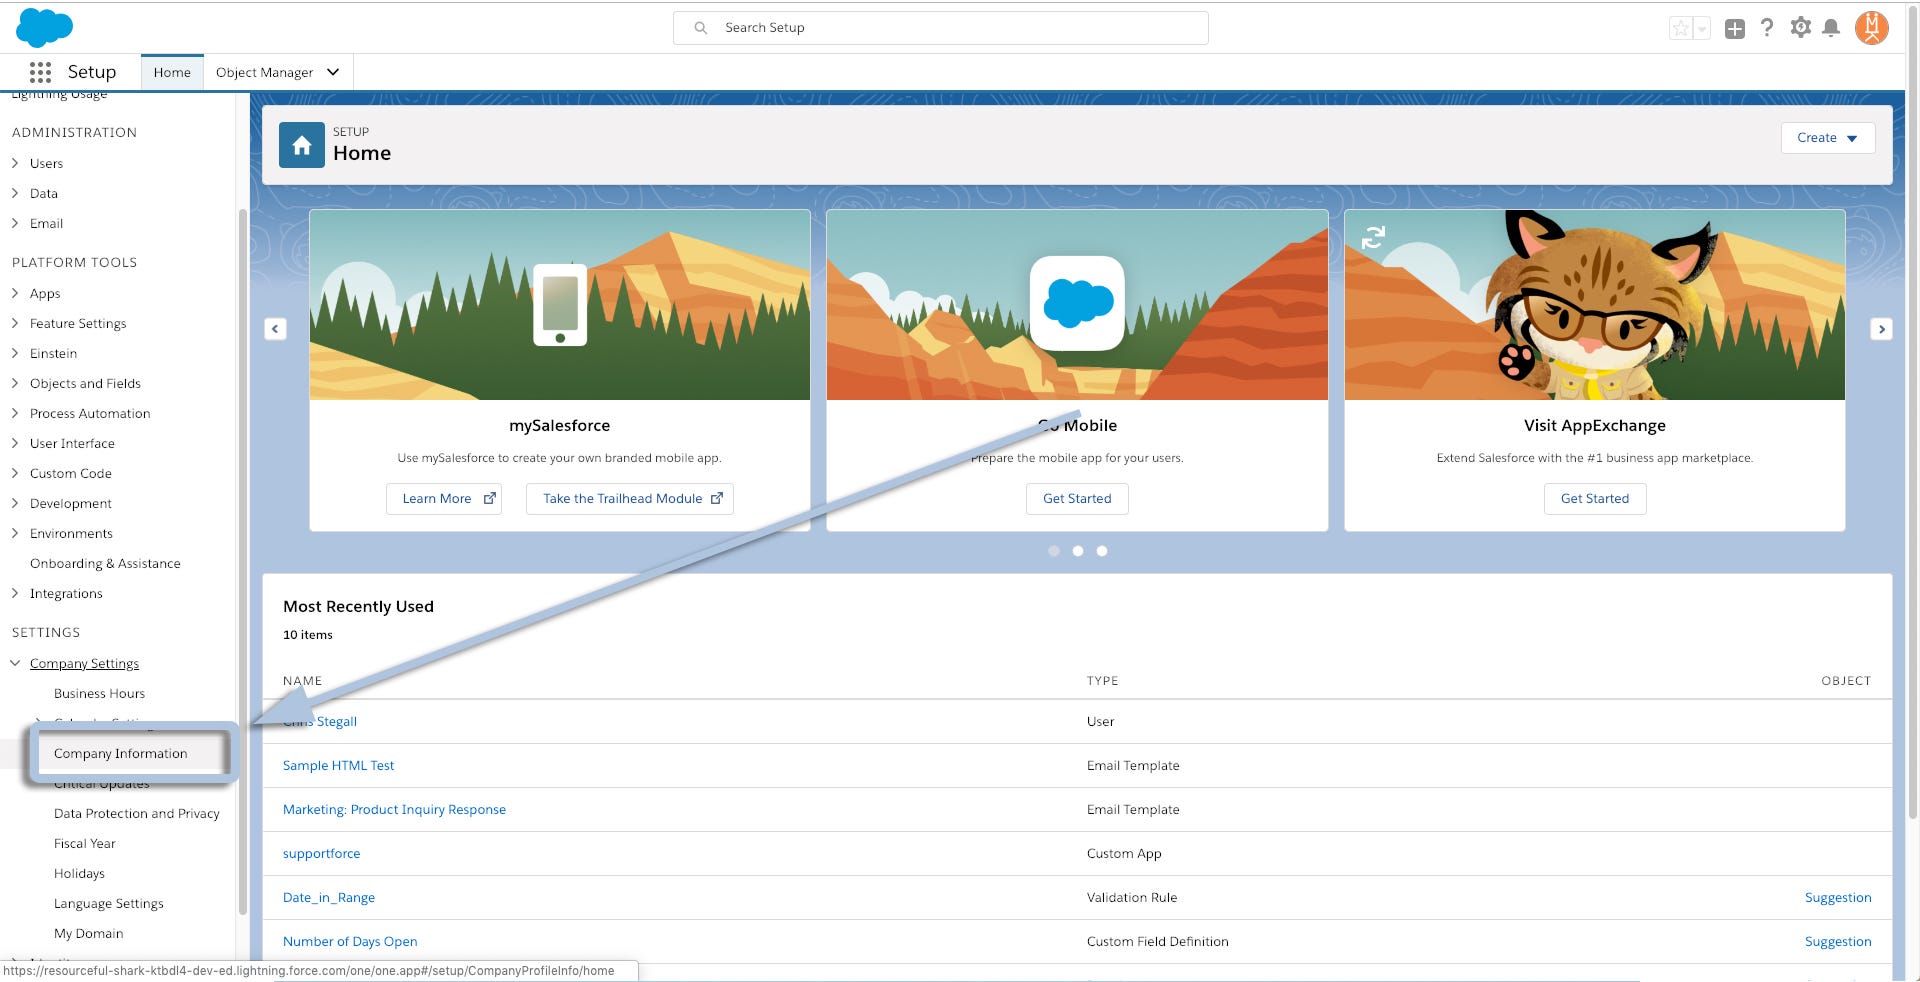 Search Setup
Setup
Home
Object Manager
Lightning Usage
ADMINISTRATION
Users
Data
Email
PLATFORM TOOLS
Apps
Feature Settings
Einstein
Objects and Fields
Process Automation
User Interface
Custom Code
Development
Environments
Onboarding & Assistance
Integrations
SETTINGS
Company Settings
Business Hours
Company Information
Critical Updates
Data Protection and Privacy
Fiscal Year
Holidays
Language Settings
My Domain
https://resourceful-shark-ktbdl4-dev-ed.lightning.force.com/one/one.app#/setup/CompanyProfileInfo/home
SETUP
Home
Create
mySalesforce
Use mySalesforce to create your own branded mobile app.
Learn More
Take the Trailhead Module
Go Mobile
Prepare the mobile app for your users.
Get Started
Visit AppExchange
Extend Salesforce with the #1 business app marketplace.
Get Started
Most Recently Used
10 items
NAME TYPE OBJECT
Chris Stegall User
Sample HTML Test Email Template
Marketing: Product Inquiry Response Email Template
supportforce Custom App
Date_in_Range Validation Rule Suggestion
Number of Days Open Custom Field Definition Suggestion